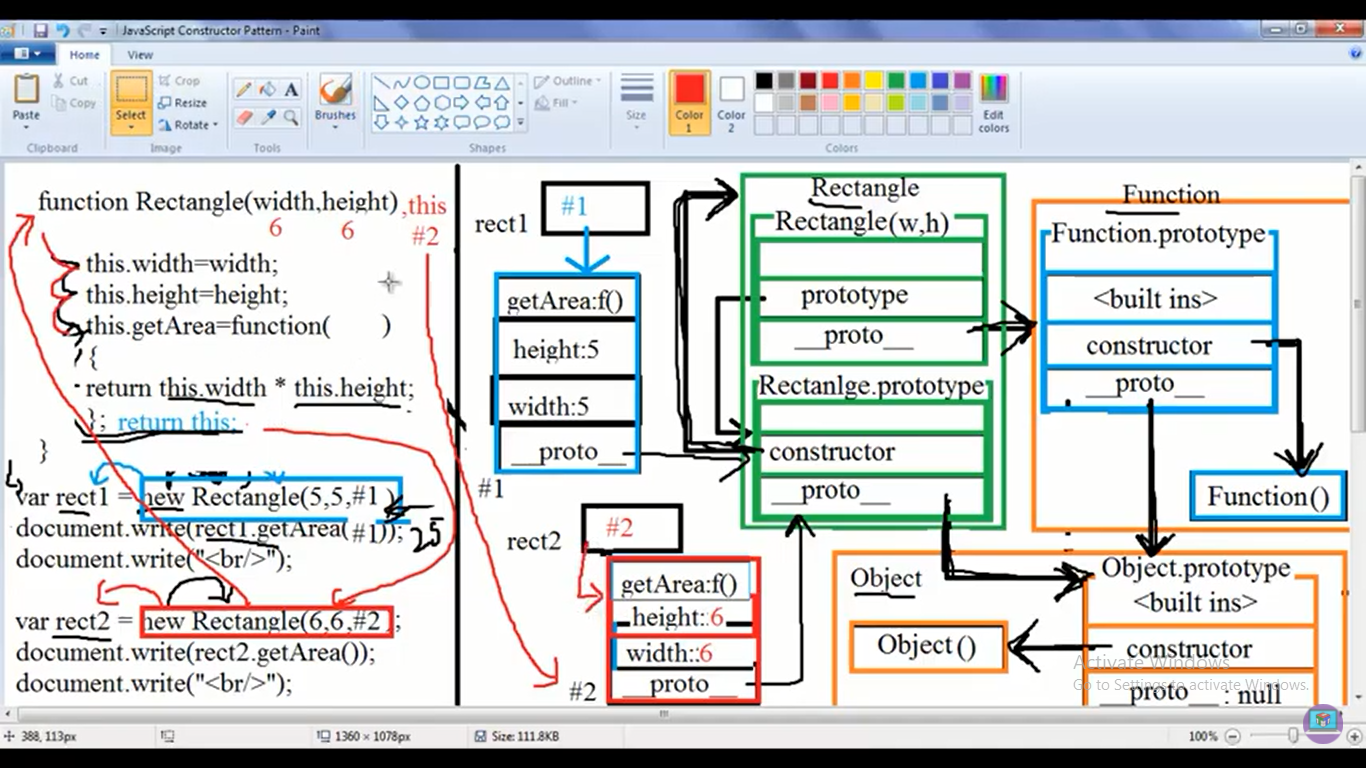 JavaScript Constructor Pattern - Paint
Home View
Paste
Cut
Copy
Clipboard
Select
Crop
Resize
Rotate
Image
A
Tools
Brushes
Outline
Fill
Shapes
Size
Color 1
Color 2
Edit colors
Colors
function Rectangle(width,height) ,this
6 6 #2
this.width=width;
this.height=height;
this.getArea=function( )
{
return this.width * this.height;
}; return this;
}
var rect1 = new Rectangle(5,5,#1 )
document.write(rect1.getArea(#1)); 25
document.write("<br/>");
var rect2 = new Rectangle(6,6,#2 );
document.write(rect2.getArea());
document.write("<br/>");
rect1
#1
getArea:f()
height:5
width:5
__proto__
#1
rect2
#2
getArea:f()
height:6
width::6
__proto__
#2
Rectangle
Rectangle(w,h)
prototype
__proto__
Rectanlge.prototype
constructor
__proto__
Function
Function.prototype
<built ins>
constructor
__proto__
Function()
Object
Object()
Object.prototype
<built ins>
constructor
__proto__ : null
Activate Windows
Go to Settings to activate Windows.
388, 113px
1360 × 1078px
Size: 111.8KB
100%